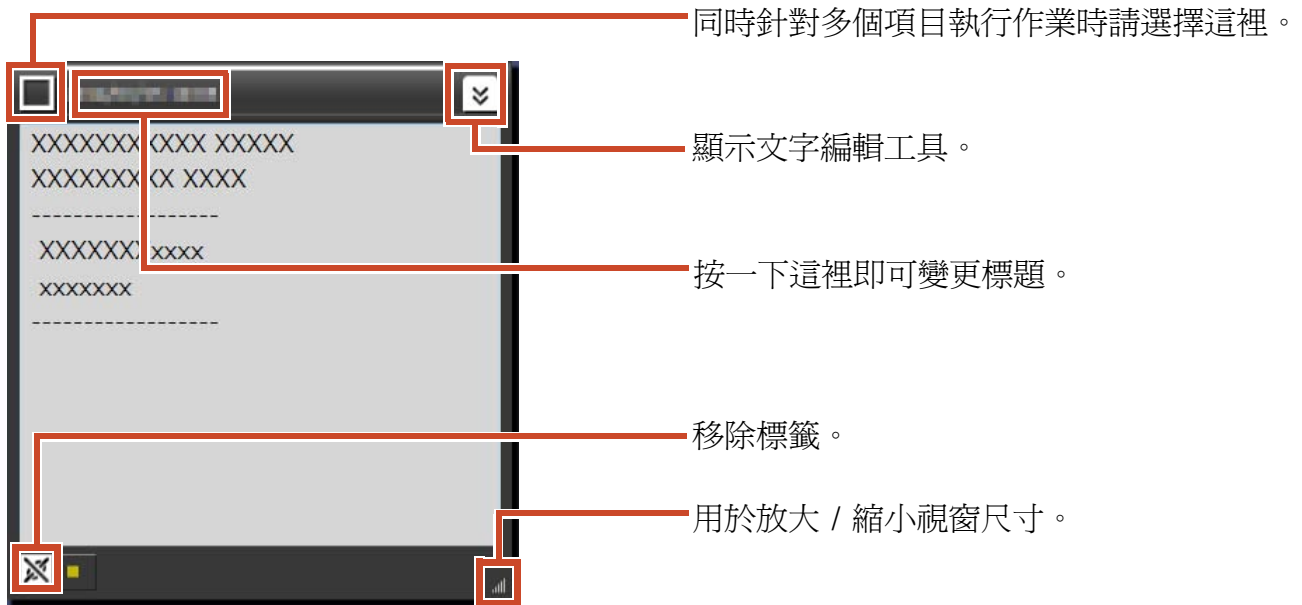 同時針對多個項目執行作業時請選擇這裡。
XXXXXXXXXXX XXXXX
顯示文字編輯工具。
XXXXXXXXX XXXX
------------------
XXXXXXXxxxx
按一下這裡即可變更標題。
xxxxxxx
------------------
移除標籤。
用於放大 / 縮小視窗尺寸。